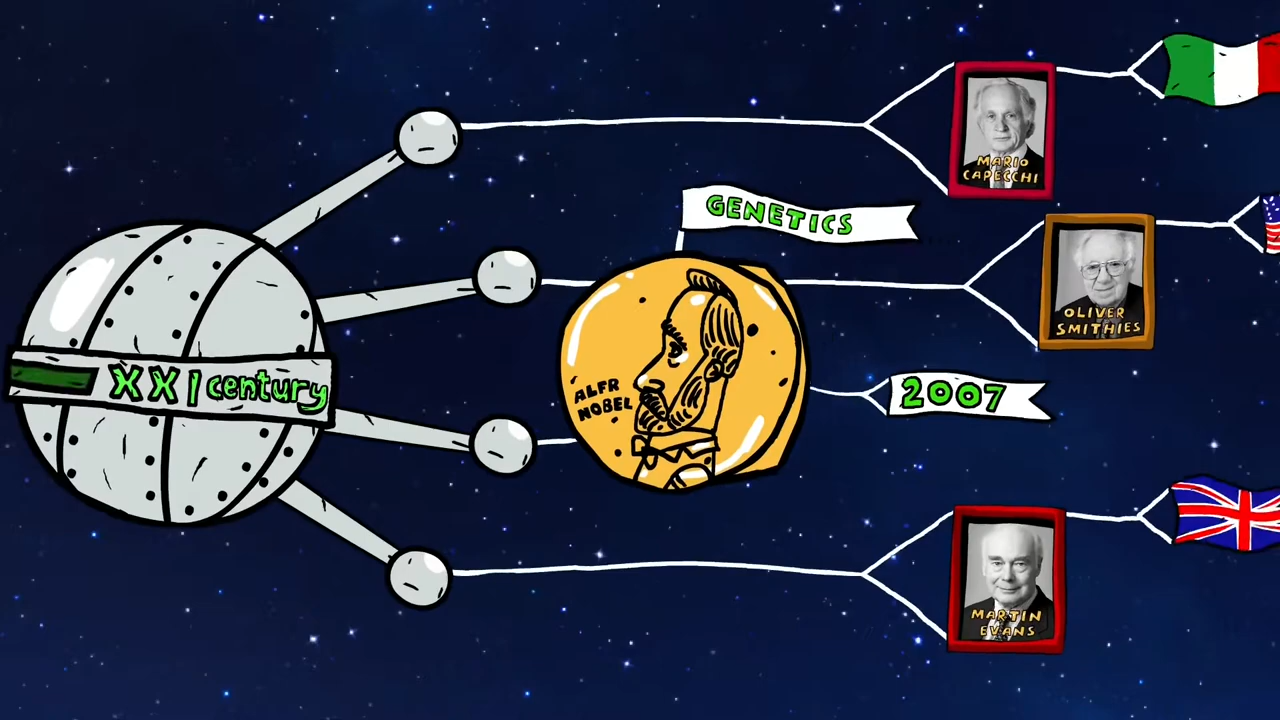 MARIO
CAPECCHI
GENETICS
OLIVER
SMITHIES
XXI century
ALFR
NOBEL
2007
MARTIN
EVANS